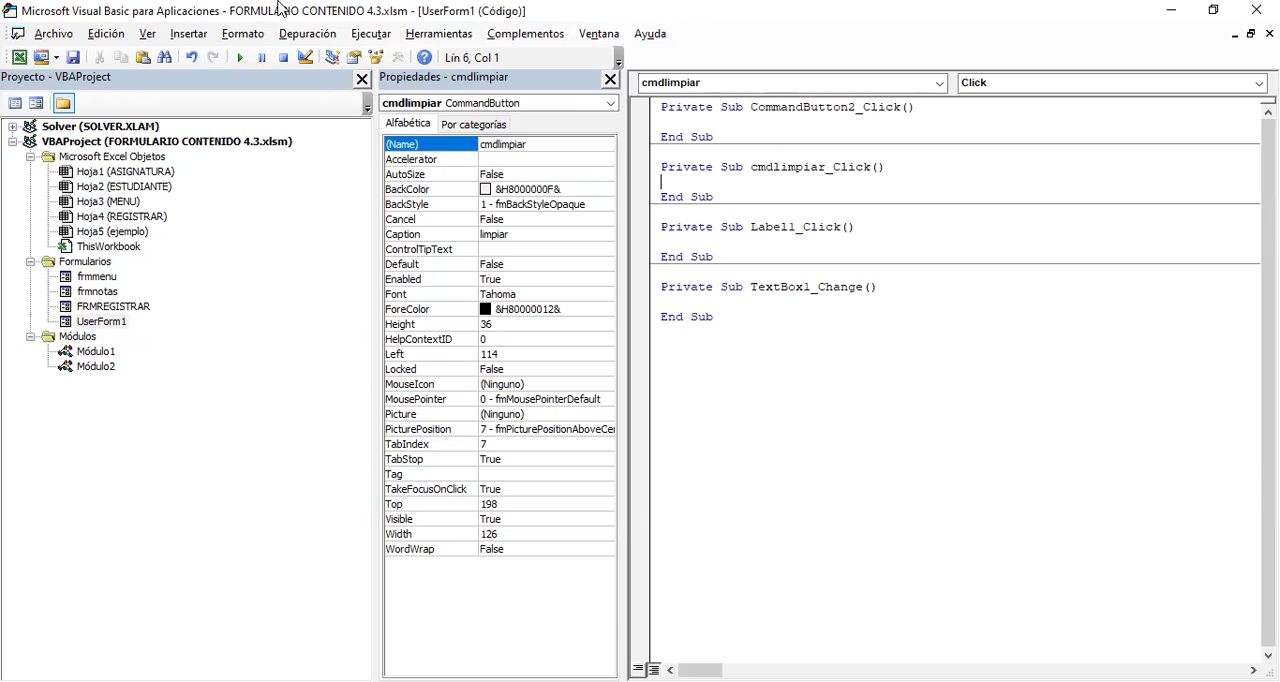 Microsoft Visual Basic para Aplicaciones - FORMULARIO CONTENIDO 4.3.xlsm - [UserForm1 (Código)]
Archivo Edición Ver Insertar Formato Depuración Ejecutar Herramientas Complementos Ventana Ayuda
Lín 6, Col 1
Proyecto - VBAProject
Solver (SOLVER.XLAM)
VBAProject (FORMULARIO CONTENIDO 4.3.xlsm)
Microsoft Excel Objetos
Hoja1 (ASIGNATURA)
Hoja2 (ESTUDIANTE)
Hoja3 (MENU)
Hoja4 (REGISTRAR)
Hoja5 (ejemplo)
ThisWorkbook
Formularios
frmmenu
frmnotas
FRMREGISTRAR
UserForm1
Módulos
Módulo1
Módulo2
Propiedades - cmdlimpiar
cmdlimpiar CommandButton
Alfabética Por categorías
(Name) cmdlimpiar
Accelerator
AutoSize False
BackColor &H8000000F&
BackStyle 1 - fmBackStyleOpaque
Cancel False
Caption limpiar
ControlTipText
Default False
Enabled True
Font Tahoma
ForeColor &H80000012&
Height 36
HelpContextID 0
Left 114
Locked False
MouseIcon (Ninguno)
MousePointer 0 - fmMousePointerDefault
Picture (Ninguno)
PicturePosition 7 - fmPicturePositionAboveCer
TabIndex 7
TabStop True
Tag
TakeFocusOnClick True
Top 198
Visible True
Width 126
WordWrap False
cmdlimpiar Click
Private Sub CommandButton2_Click()
End Sub
Private Sub cmdlimpiar_Click()
End Sub
Private Sub Label1_Click()
End Sub
Private Sub TextBox1_Change()
End Sub